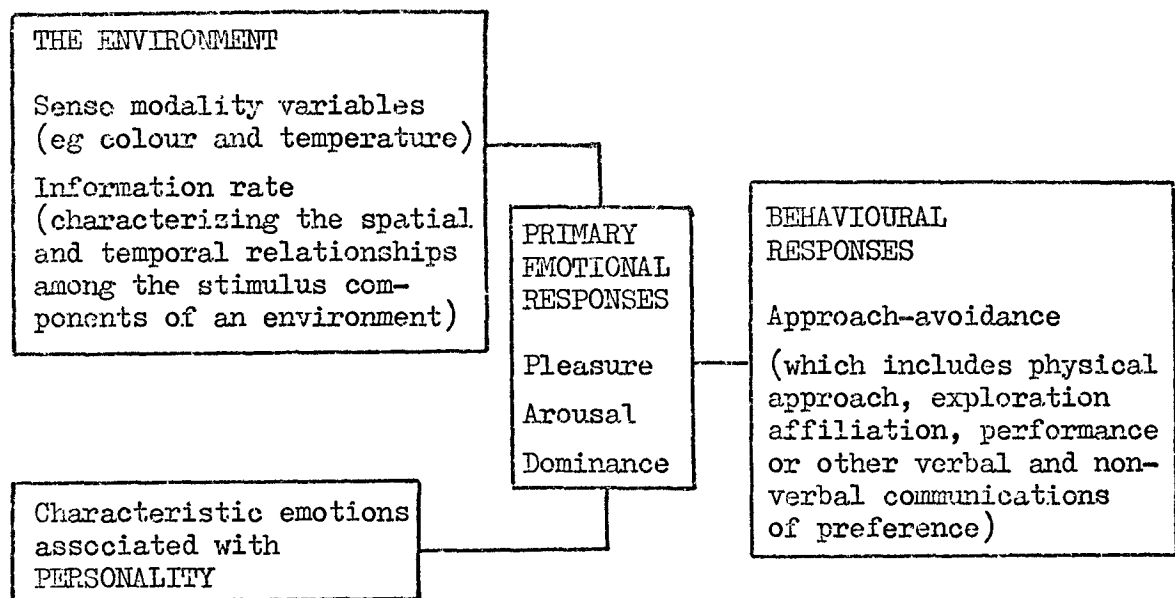 THE ENVIRONMENT
Sense modality variables
(eg colour and temperature)
Information rate
(characterizing the spatial
and temporal relationships
among the stimulus com-
ponents of an environment)
PRIMARY
EMOTIONAL
RESPONSES
Pleasure
Arousal
Dominance
BEHAVIOURAL
RESPONSES
Approach-avoidance
(which includes physical
approach, exploration
affiliation, performance
or other verbal and non-
verbal communications
of preference)
Characteristic emotions
associated with
PERSONALITY